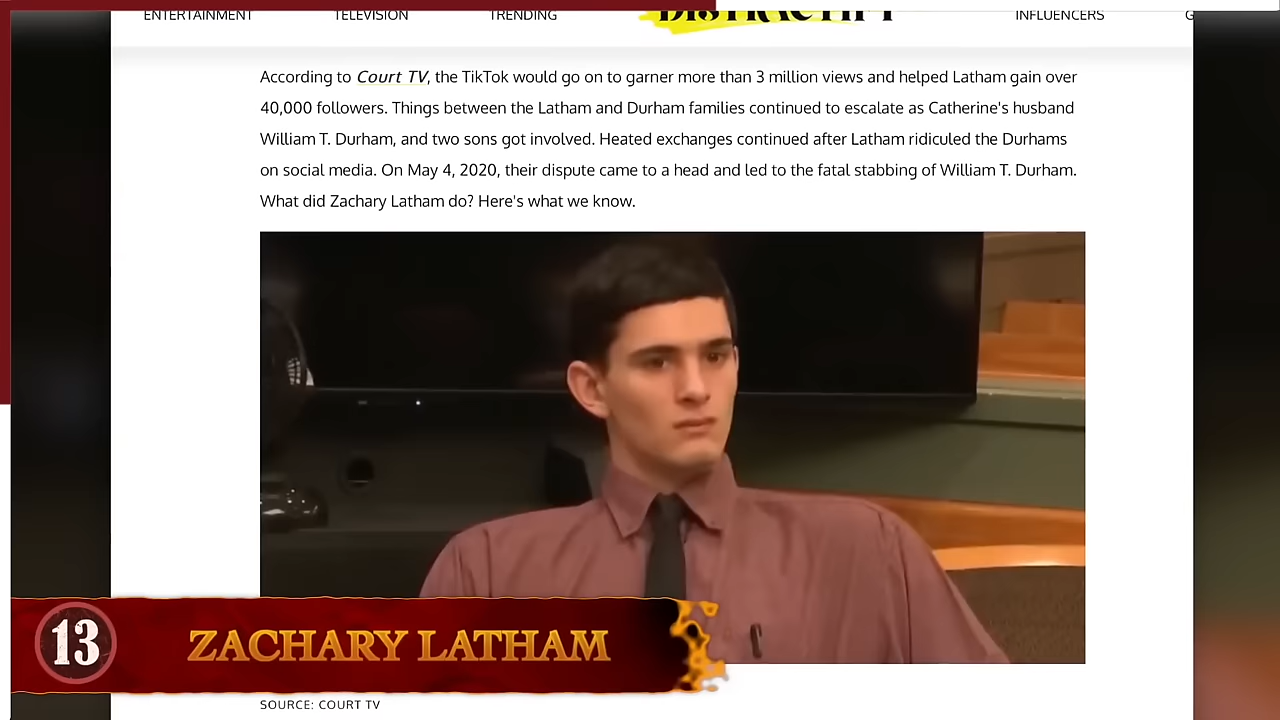 ENTERTAINMENT TELEVISION TRENDING DISTRACTIFY INFLUENCERS G
According to Court TV, the TikTok would go on to garner more than 3 million views and helped Latham gain over
40,000 followers. Things between the Latham and Durham families continued to escalate as Catherine's husband
William T. Durham, and two sons got involved. Heated exchanges continued after Latham ridiculed the Durhams
on social media. On May 4, 2020, their dispute came to a head and led to the fatal stabbing of William T. Durham.
What did Zachary Latham do? Here's what we know.
13 ZACHARY LATHAM
SOURCE: COURT TV